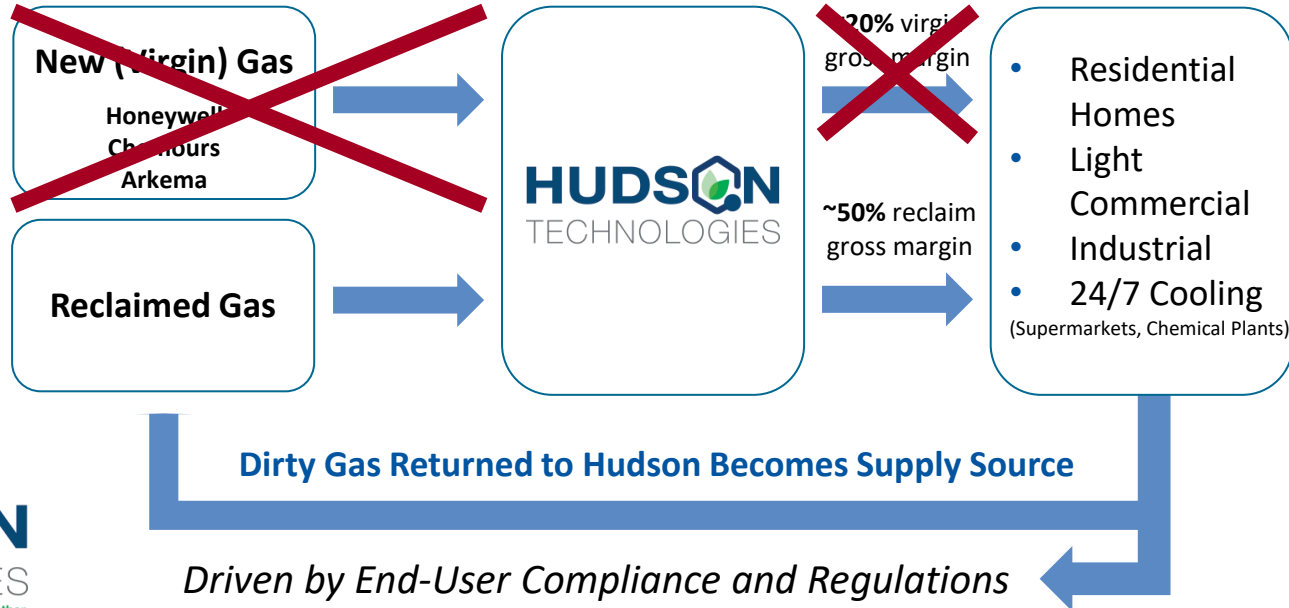 New (Virgin) Gas
Honeywell
Chemours
Arkema
Reclaimed Gas
HUDSON
TECHNOLOGIES
20% virgin
gross margin
~50% reclaim
gross margin
• Residential
Homes
• Light
Commercial
• Industrial
• 24/7 Cooling
(Supermarkets, Chemical Plants)
Dirty Gas Returned to Hudson Becomes Supply Source
Driven by End-User Compliance and Regulations
N
ES